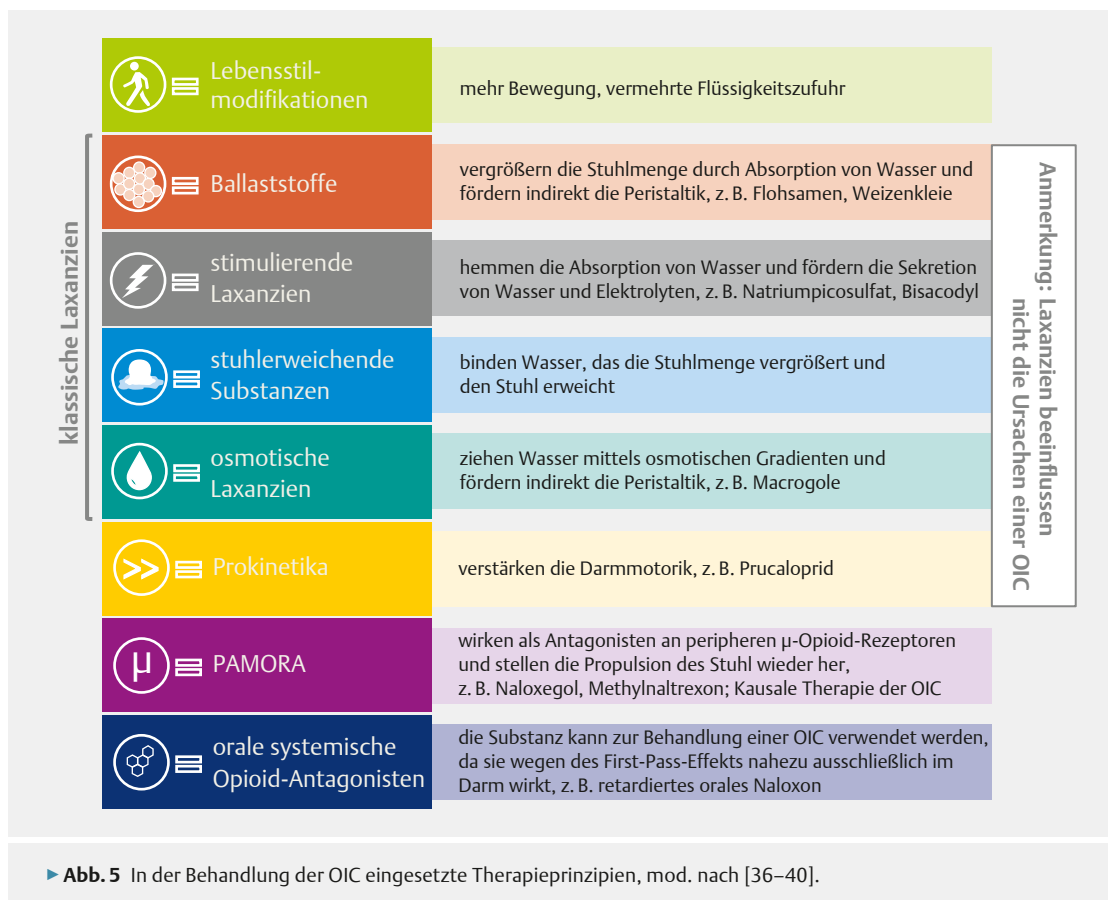 Lebensstil-
modifikationen
mehr Bewegung, vermehrte Flüssigkeitszufuhr
klassische Laxanzien
Ballaststoffe
vergrößern die Stuhlmenge durch Absorption von Wasser und
fördern indirekt die Peristaltik, z. B. Flohsamen, Weizenkleie
stimulierende
Laxanzien
hemmen die Absorption von Wasser und fördern die Sekretion
von Wasser und Elektrolyten, z. B. Natriumpicosulfat, Bisacodyl
stuhlerweichende
Substanzen
binden Wasser, das die Stuhlmenge vergrößert und
den Stuhl erweicht
osmotische
Laxanzien
ziehen Wasser mittels osmotischen Gradienten und
fördern indirekt die Peristaltik, z. B. Macrogole
>> Prokinetika
verstärken die Darmmotorik, z. B. Prucaloprid
Anmerkung: Laxanzien beeinflussen
nicht die Ursachen einer OIC
µ = PAMORA
wirken als Antagonisten an peripheren µ-Opioid-Rezeptoren
und stellen die Propulsion des Stuhl wieder her,
z. B. Naloxegol, Methylnaltrexon; Kausale Therapie der OIC
orale systemische
Opioid-Antagonisten
die Substanz kann zur Behandlung einer OIC verwendet werden,
da sie wegen des First-Pass-Effekts nahezu ausschließlich im
Darm wirkt, z. B. retardiertes orales Naloxon
▶ Abb. 5 In der Behandlung der OIC eingesetzte Therapieprinzipien, mod. nach [36–40].